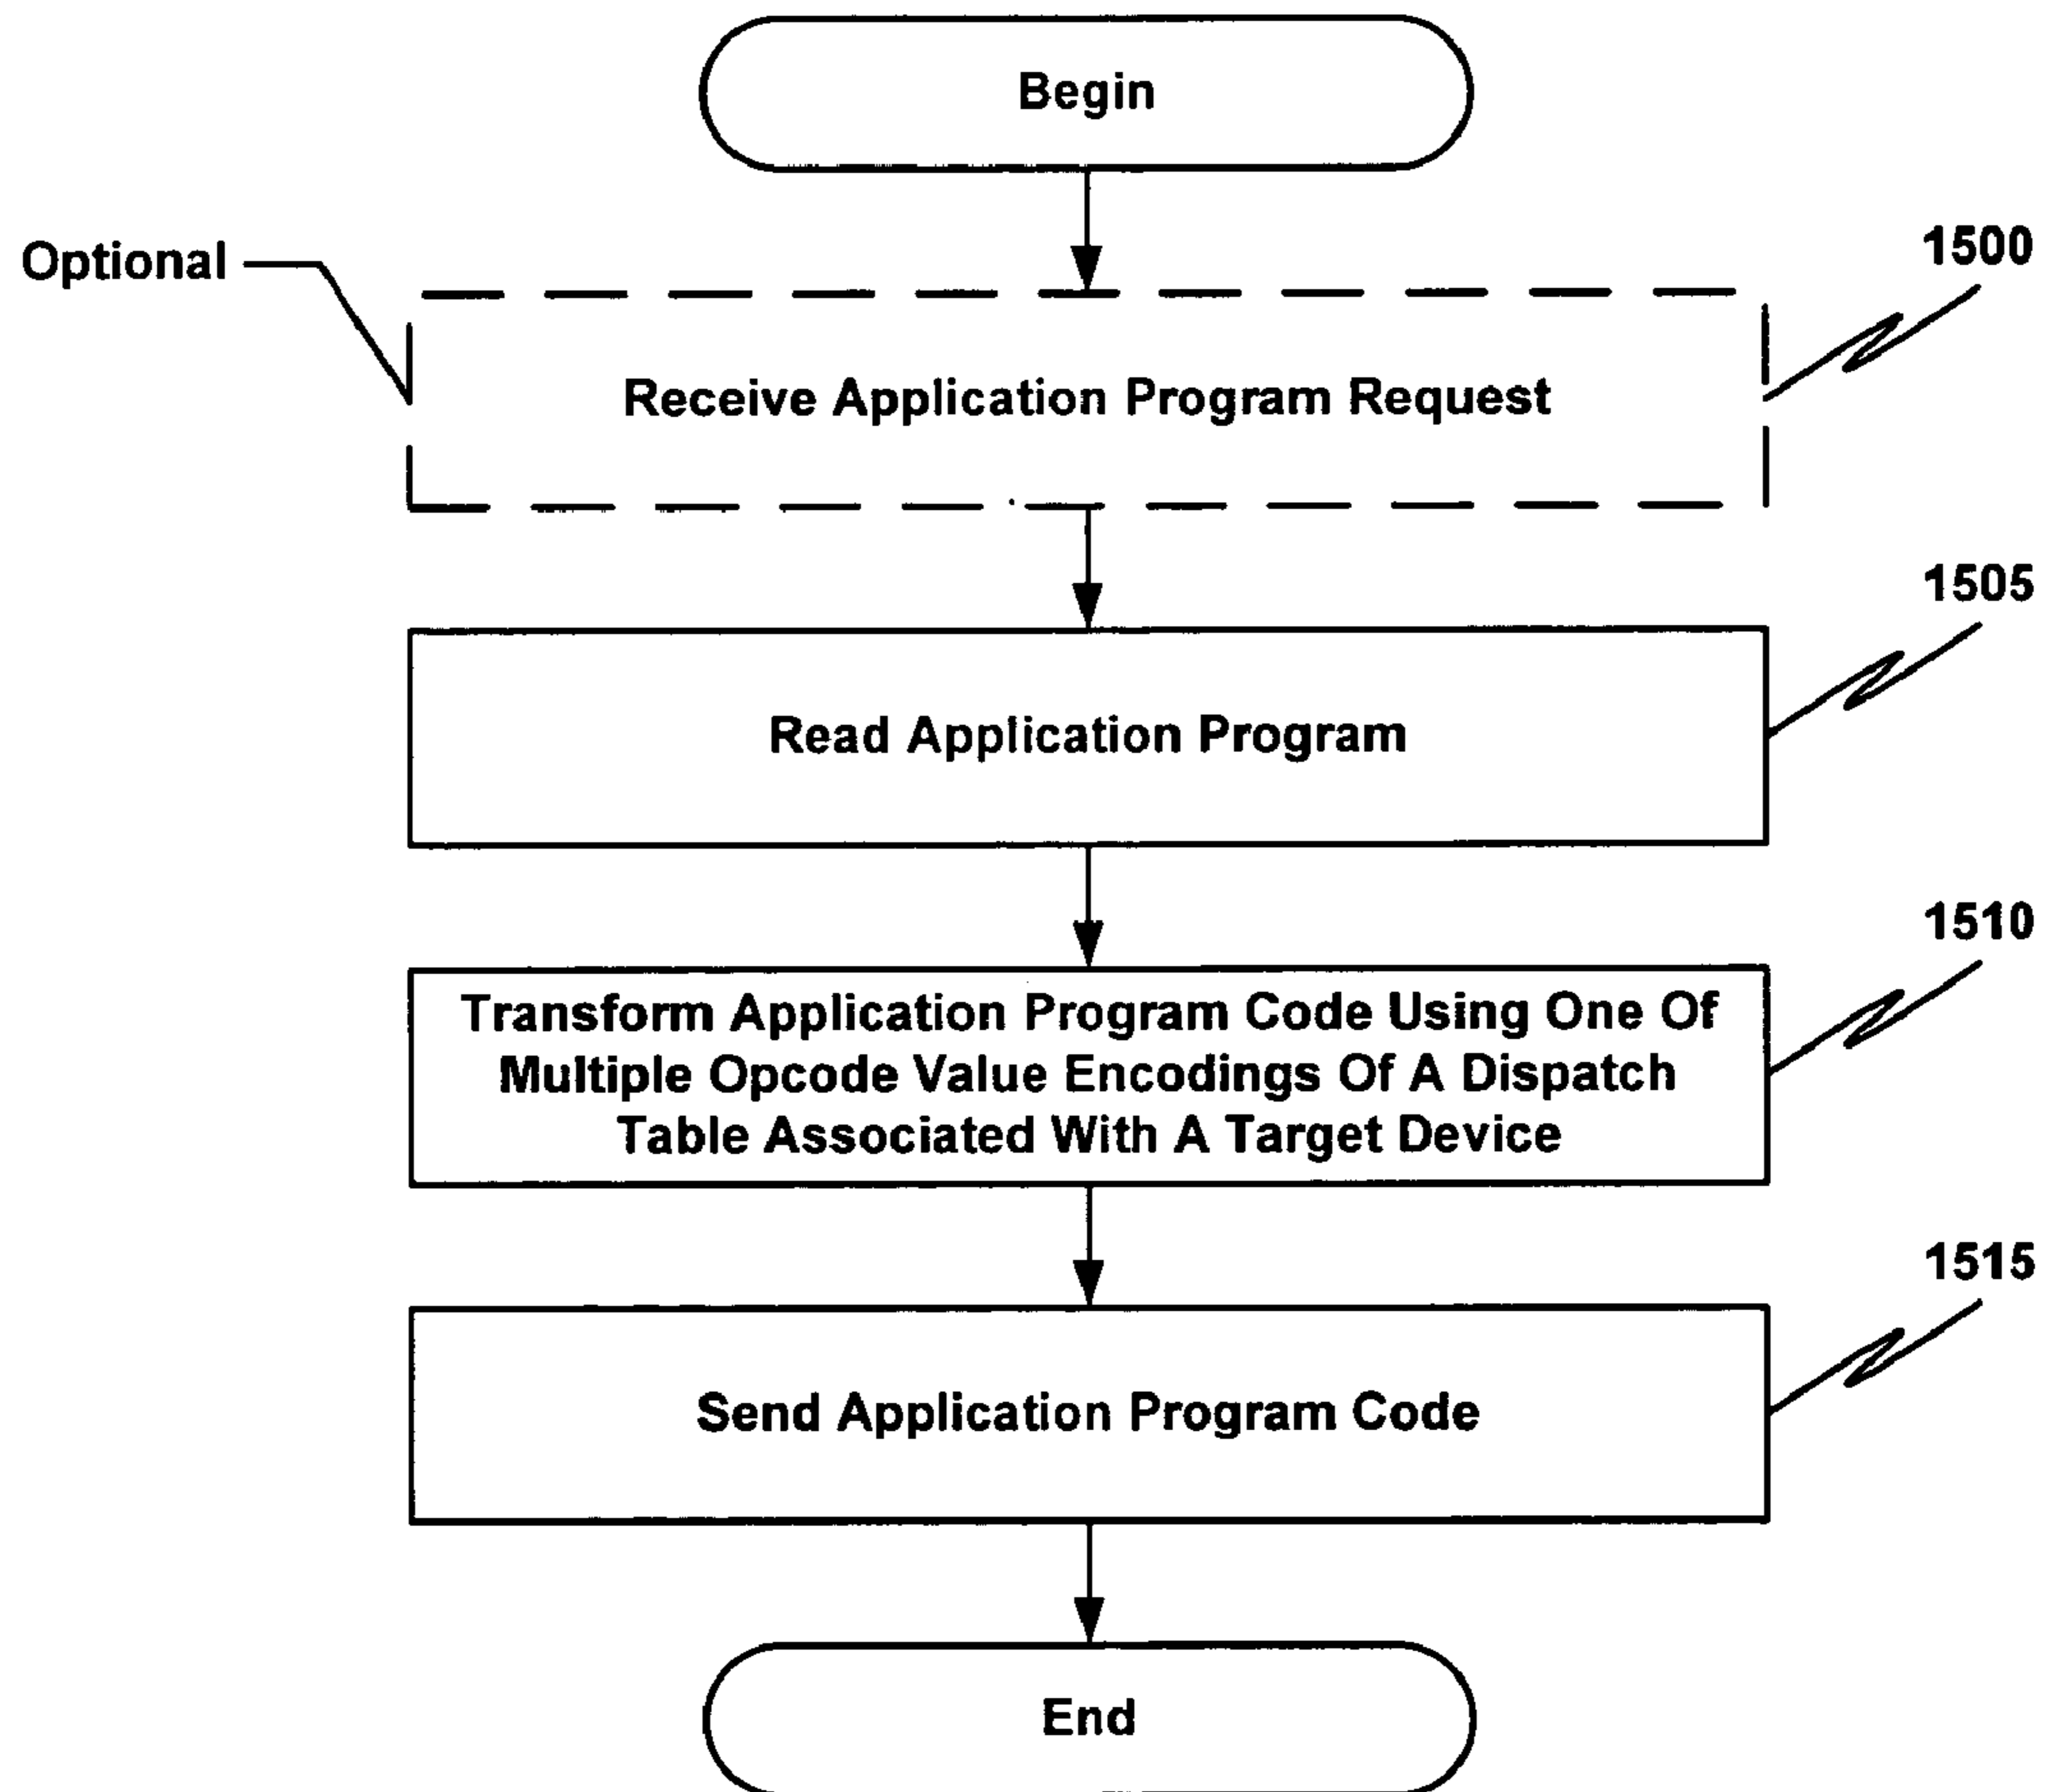 Begin
Optional
1500
Receive Application Program Request
1505
Read Application Program
1510
Transform Application Program Code Using One Of
Multiple Opcode Value Encodings Of A Dispatch
Table Associated With A Target Device
1515
Send Application Program Code
End